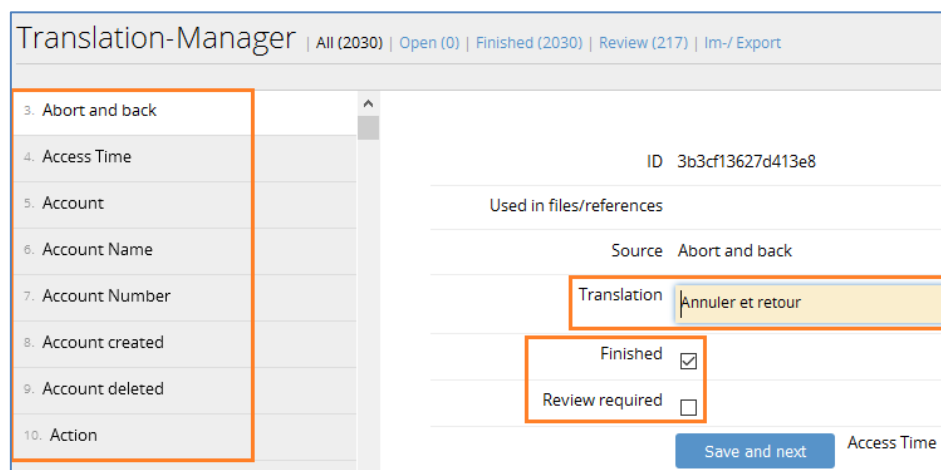 Translation-Manager | All (2030) | Open (0) | Finished (2030) | Review (217) | Im-/ Export
3. Abort and back
4. Access Time
5. Account
6. Account Name
7. Account Number
8. Account created
9. Account deleted
10. Action
ID 3b3cf13627d413e8
Used in files/references
Source Abort and back
Translation Annuler et retour
Finished
Review required
Save and next Access Time